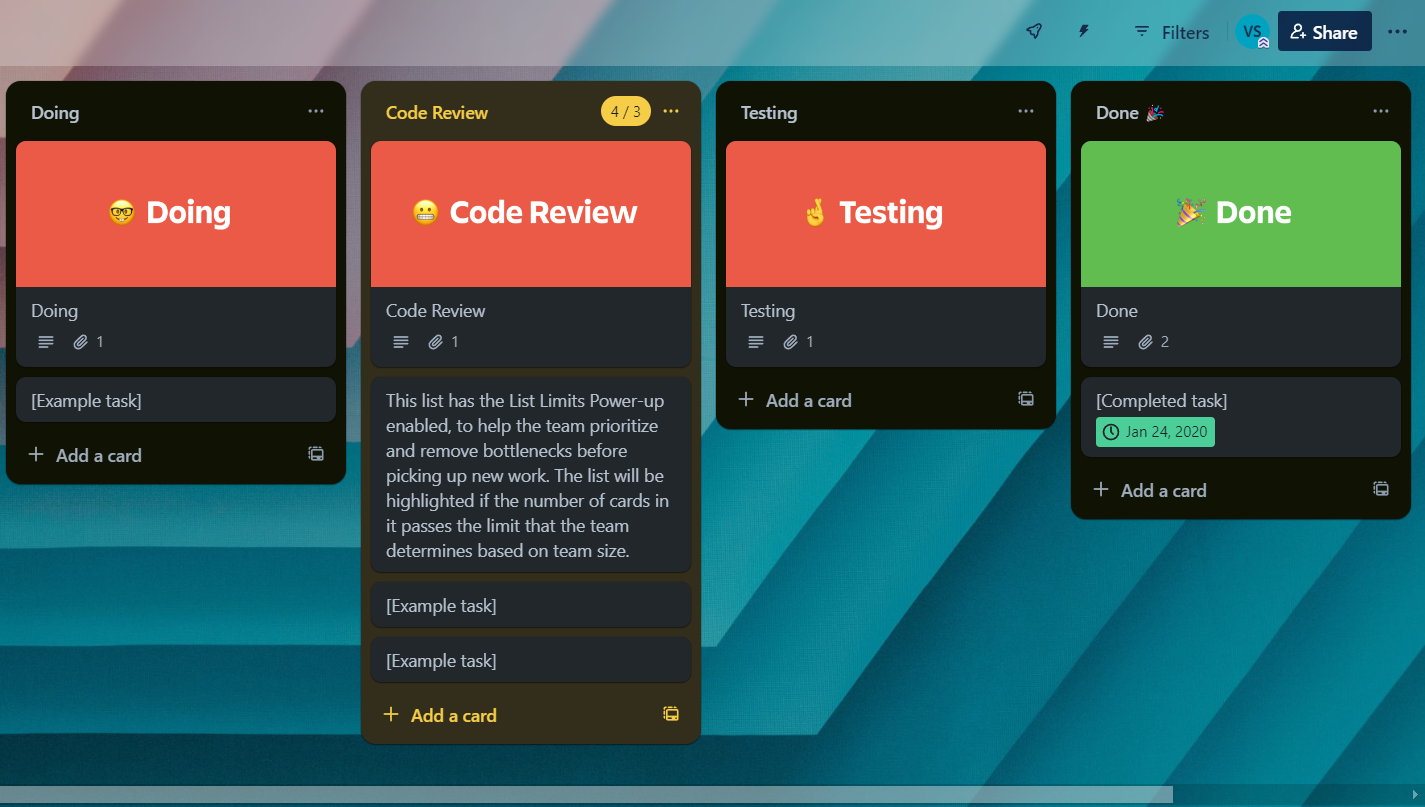 Filters
VS
Share
Doing
🤓 Doing
Doing
1
[Example task]
Add a card
Code Review
4 / 3
😬 Code Review
Code Review
1
This list has the List Limits Power-up
enabled, to help the team prioritize
and remove bottlenecks before
picking up new work. The list will be
highlighted if the number of cards in
it passes the limit that the team
determines based on team size.
[Example task]
[Example task]
Add a card
Testing
🤞 Testing
Testing
1
Add a card
Done 🎉
🎉 Done
Done
2
[Completed task]
Jan 24, 2020
Add a card